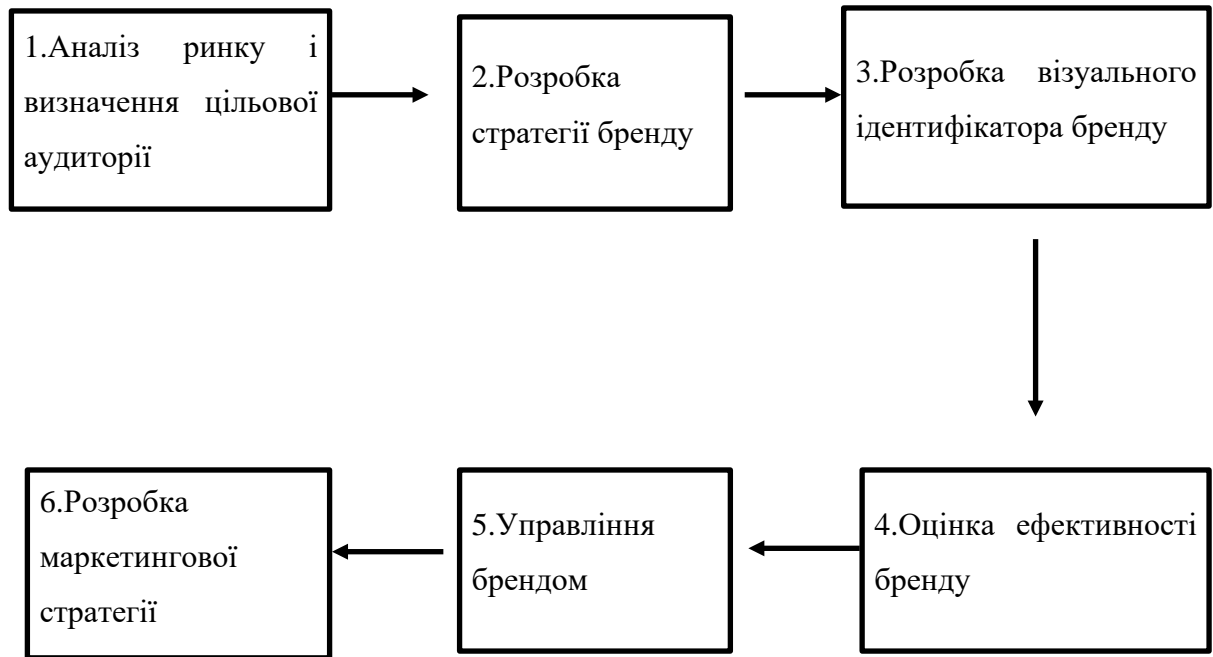 1.Аналіз ринку і
визначення цільової
аудиторії
2.Розробка
стратегії бренду
3.Розробка візуального
ідентифікатора бренду
4.Оцінка ефективності
бренду
5.Управління
брендом
6.Розробка
маркетингової
стратегії